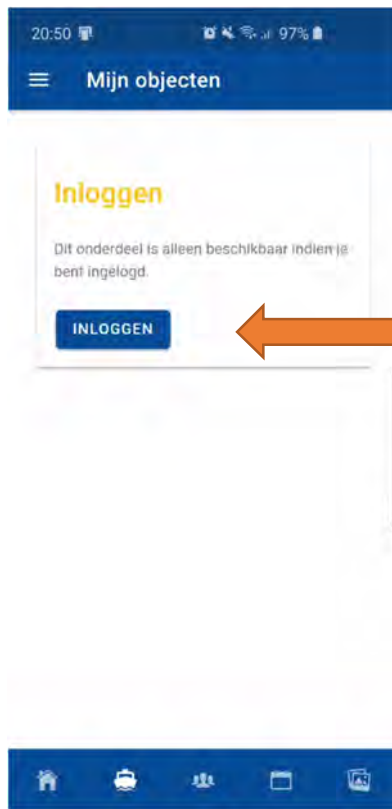 20:50 97%
Mijn objecten
Inloggen
Dit onderdeel is alleen beschikbaar indien je
bent ingelogd.
INLOGGEN